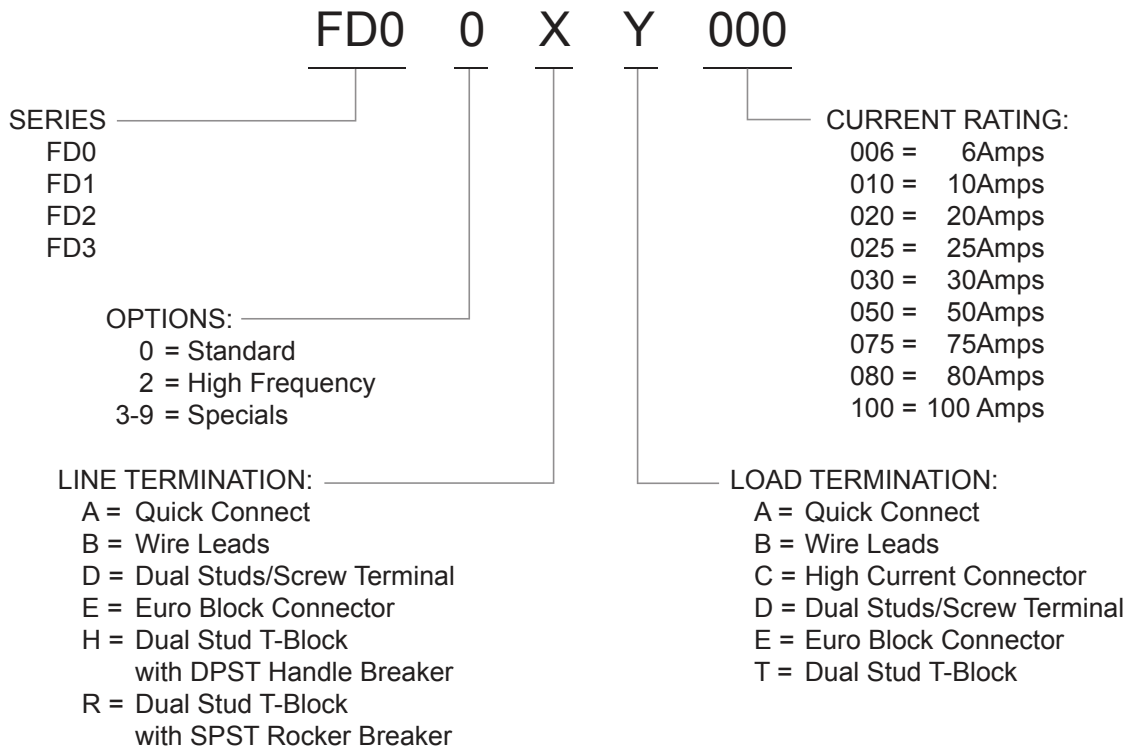 FD0 0 X Y 000
SERIES
FD0
FD1
FD2
FD3
CURRENT RATING:
006 = 6Amps
010 = 10Amps
020 = 20Amps
025 = 25Amps
030 = 30Amps
050 = 50Amps
075 = 75Amps
080 = 80Amps
100 = 100 Amps
OPTIONS:
0 = Standard
2 = High Frequency
3-9 = Specials
LINE TERMINATION:
A = Quick Connect
B = Wire Leads
D = Dual Studs/Screw Terminal
E = Euro Block Connector
H = Dual Stud T-Block
with DPST Handle Breaker
R = Dual Stud T-Block
with SPST Rocker Breaker
LOAD TERMINATION:
A = Quick Connect
B = Wire Leads
C = High Current Connector
D = Dual Studs/Screw Terminal
E = Euro Block Connector
T = Dual Stud T-Block